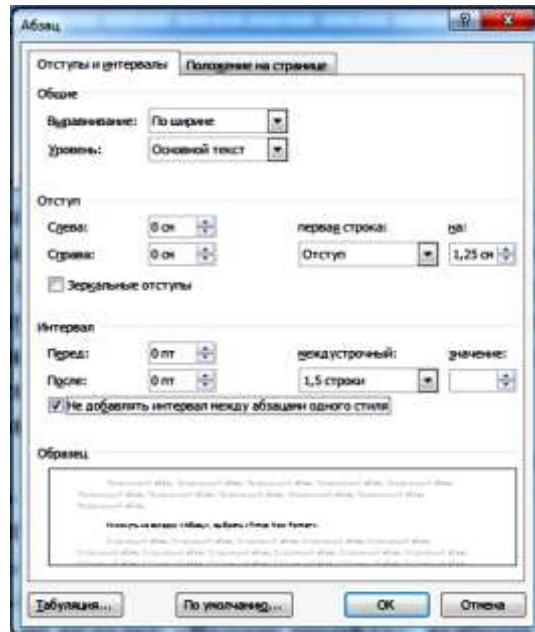 Абзац
Отступы и интервалы Положение на странице
Общие
Выравнивание: По ширине
Уровень: Основной текст
Отступ
Слева: 0 см первая строка: на:
Справа: 0 см Отступ 1,25 см
Зеркальные отступы
Интервал
Перед: 0 пт междустрочный: значение:
После: 0 пт 1,5 строки
Не добавлять интервал между абзацами одного стиля
Образец
Табуляция... По умолчанию... ОК Отмена